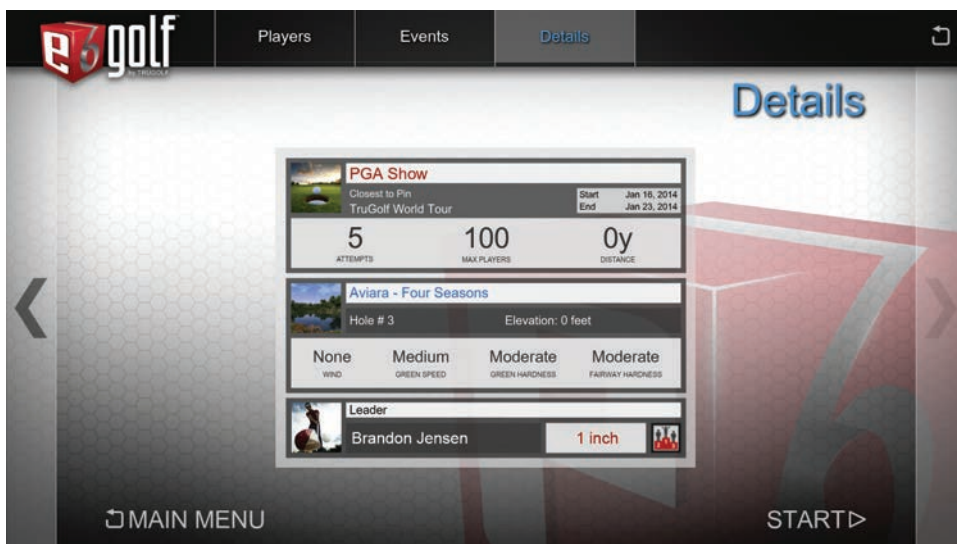 e6golf
by TRUGOLF
Players
Events
Details
Details
PGA Show
Closest to Pin
TruGolf World Tour
Start Jan 16, 2014
End Jan 23, 2014
5
100
0y
ATTEMPTS
MAX PLAYERS
DISTANCE
Aviara - Four Seasons
Hole # 3
Elevation: 0 feet
None
Medium
Moderate
Moderate
WIND
GREEN SPEED
GREEN HARDNESS
FAIRWAY HARDNESS
Leader
Brandon Jensen
1 inch
MAIN MENU
START